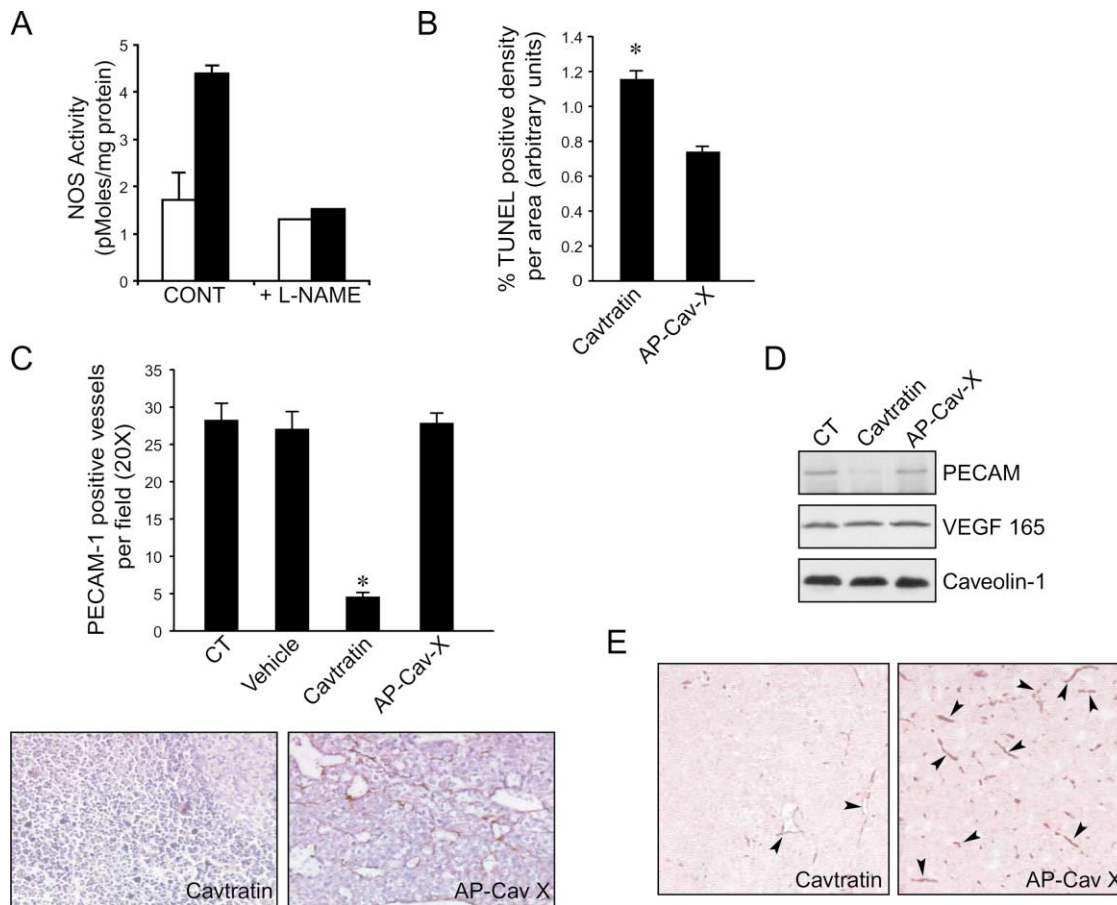 A
NOS Activity
(pMoles/mg protein)
5
4
3
2
1
0
CONT
+ L-NAME
B
% TUNEL positive density
per area (arbitrary units)
1.4
1.2
1.0
0.8
0.6
0.4
0.2
0
*
Cavtratin
AP-Cav-X
C
PECAM-1 positive vessels
per field (20X)
35
30
25
20
15
10
5
0
*
CT
Vehicle
Cavtratin
AP-Cav-X
Cavtratin
AP-Cav X
D
CT
Cavtratin
AP-Cav-X
PECAM
VEGF 165
Caveolin-1
E
Cavtratin
AP-Cav X